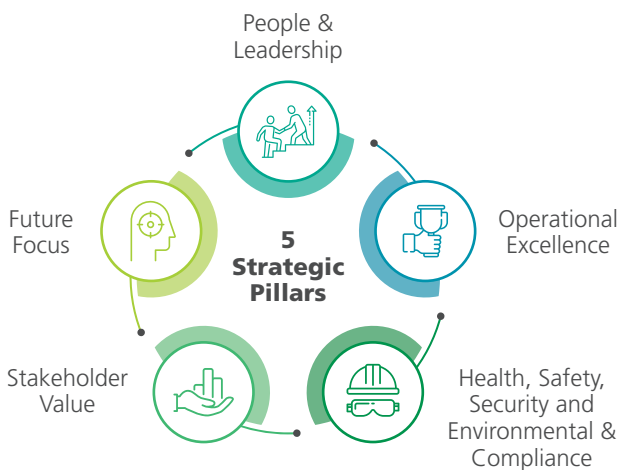 People &
Leadership
Future
Focus
5
Strategic
Pillars
Operational
Excellence
Stakeholder
Value
Health, Safety,
Security and
Environmental &
Compliance